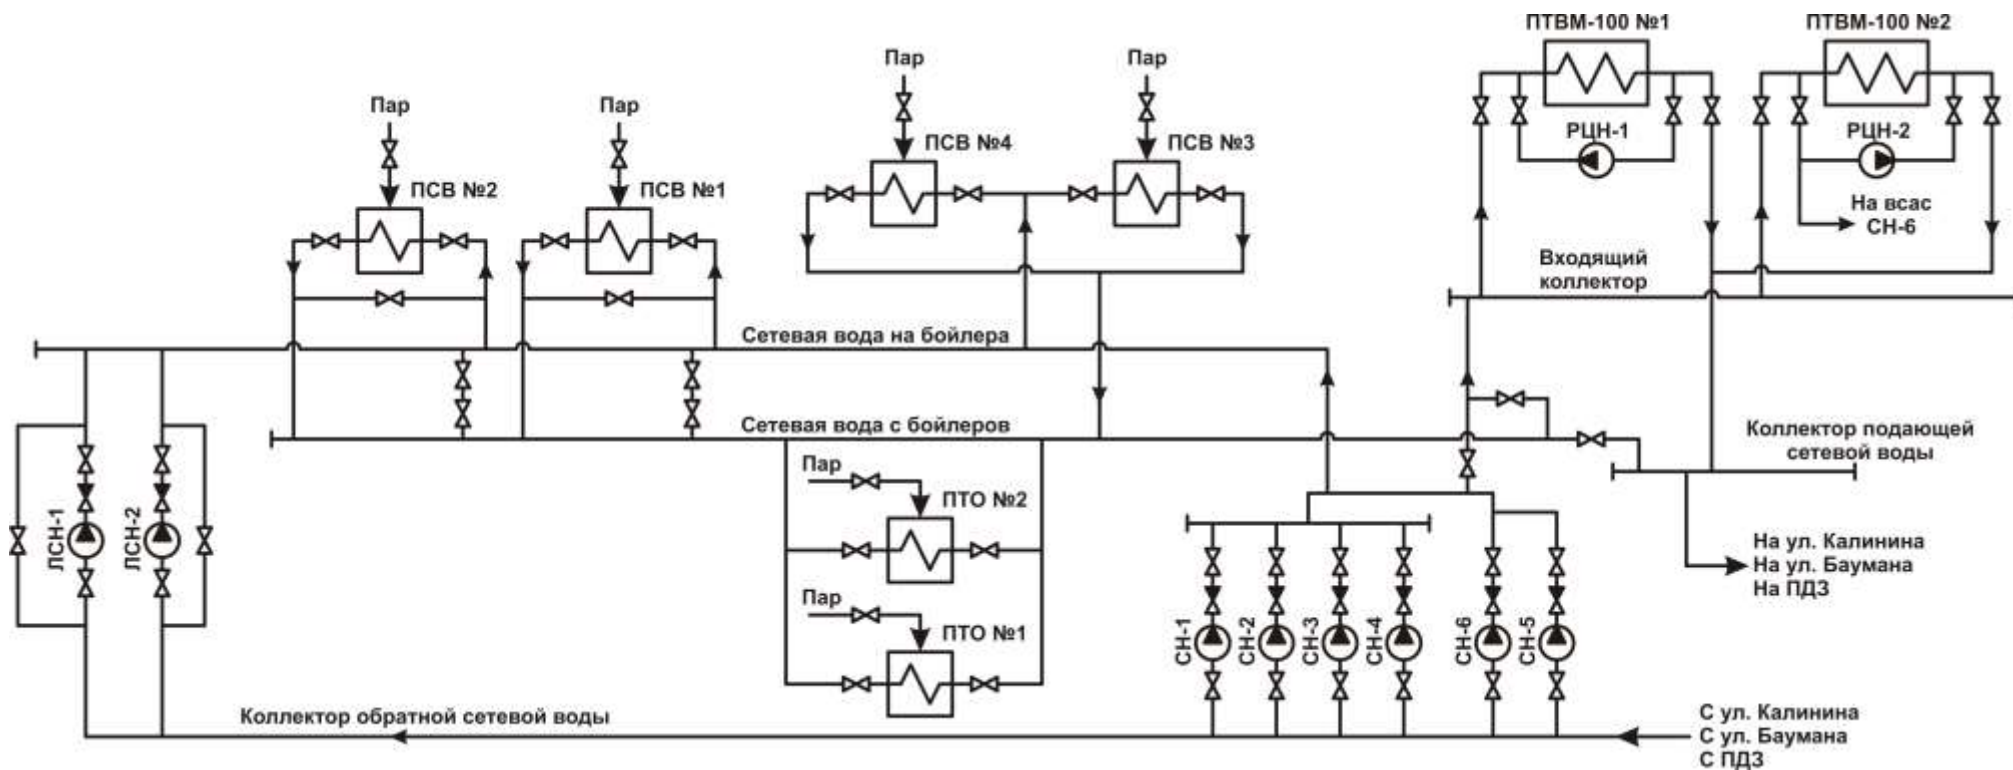 ПТВМ-100 №1
ПТВМ-100 №2
Пар
Пар
Пар
Пар
ПСВ №4
ПСВ №3
РЦН-1
РЦН-2
ПСВ №2
ПСВ №1
На всас
СН-6
Входящий
коллектор
Сетевая вода на бойлера
Сетевая вода с бойлеров
Коллектор подающей
сетевой воды
Пар
ПТО №2
ЛСН-1
ЛСН-2
На ул. Калинина
На ул. Баумана
На ПДЗ
Пар
ПТО №1
СН-1
СН-2
СН-3
СН-4
СН-6
СН-5
Коллектор обратной сетевой воды
С ул. Калинина
С ул. Баумана
С ПДЗ